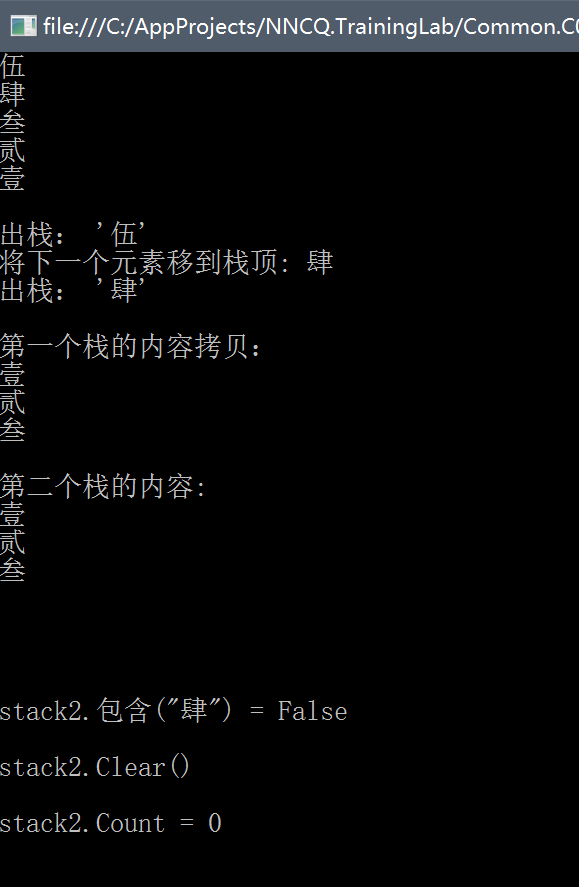 file:///C:/AppProjects/NNCQ.TrainingLab/Common.C
伍
肆
叁
贰
壹
出栈: '伍'
将下一个元素移到栈顶: 肆
出栈: '肆'
第一个栈的内容拷贝:
壹
贰
叁
第二个栈的内容:
壹
贰
叁
stack2.包含("肆") = False
stack2.Clear()
stack2.Count = 0